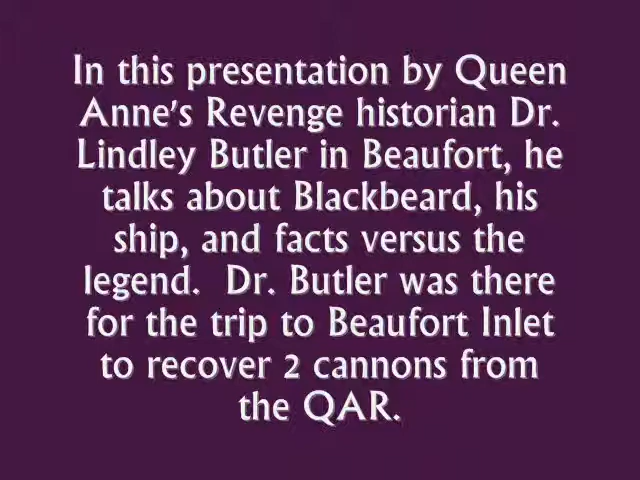 In this presentation by Queen
Anne's Revenge historian Dr.
Lindley Butler in Beaufort, he
talks about Blackbeard, his
ship, and facts versus the
legend.  Dr. Butler was there
for the trip to Beaufort Inlet
to recover 2 cannons from
the QAR.